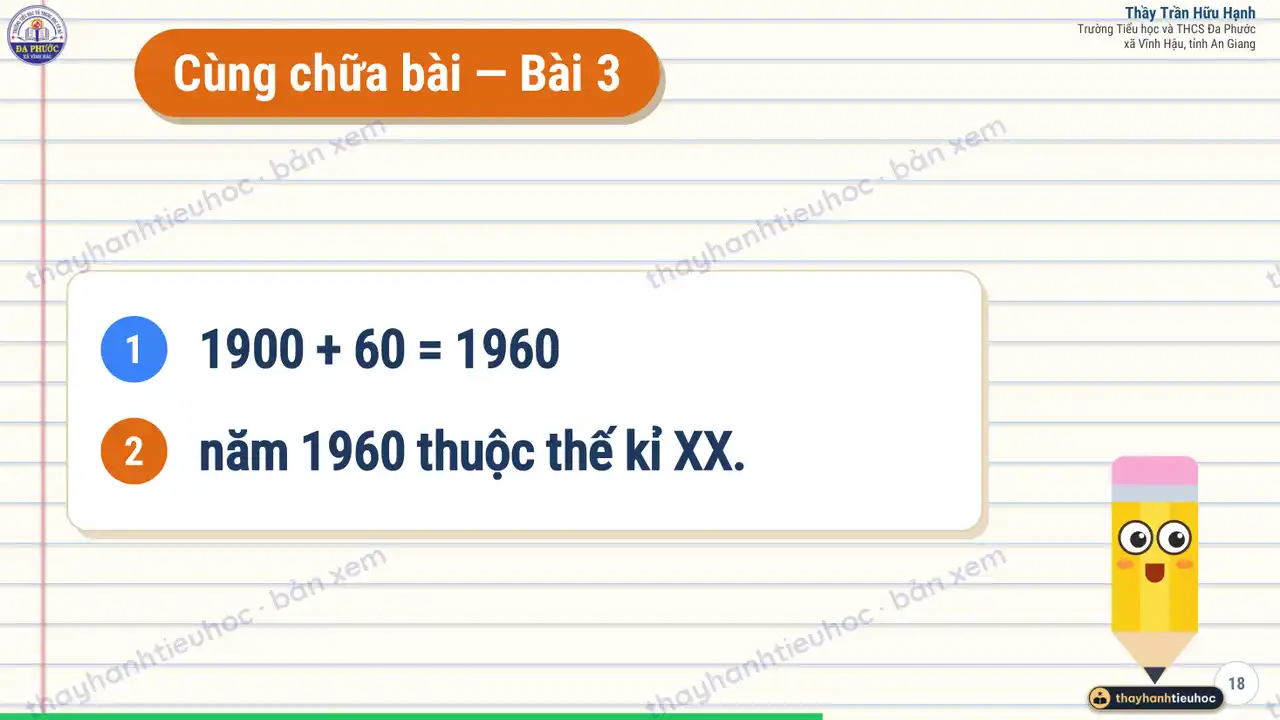 Thầy Trần Hữu Hạnh
Trường Tiểu học và THCS Đa Phước
xã Vĩnh Hậu, tỉnh An Giang
ĐA PHƯỚC
Cùng chữa bài – Bài 3
thayhanhtieuhoc · bản xem
thayhanhtieuhoc · bản xem
1 1900 + 60 = 1960
2 năm 1960 thuộc thế kỉ XX.
thayhanhtieuhoc · bản xem
thayhanhtieuhoc · bản xem
thayhanhtieuhoc
18